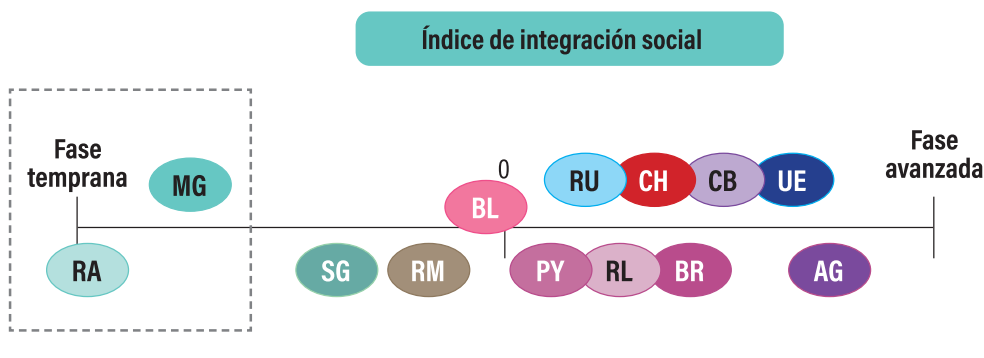 Índice de integración social
Fase
temprana
Fase
avanzada
0
MG
BL
RU CH CB UE
RA
SG
RM
PY RL BR
AG